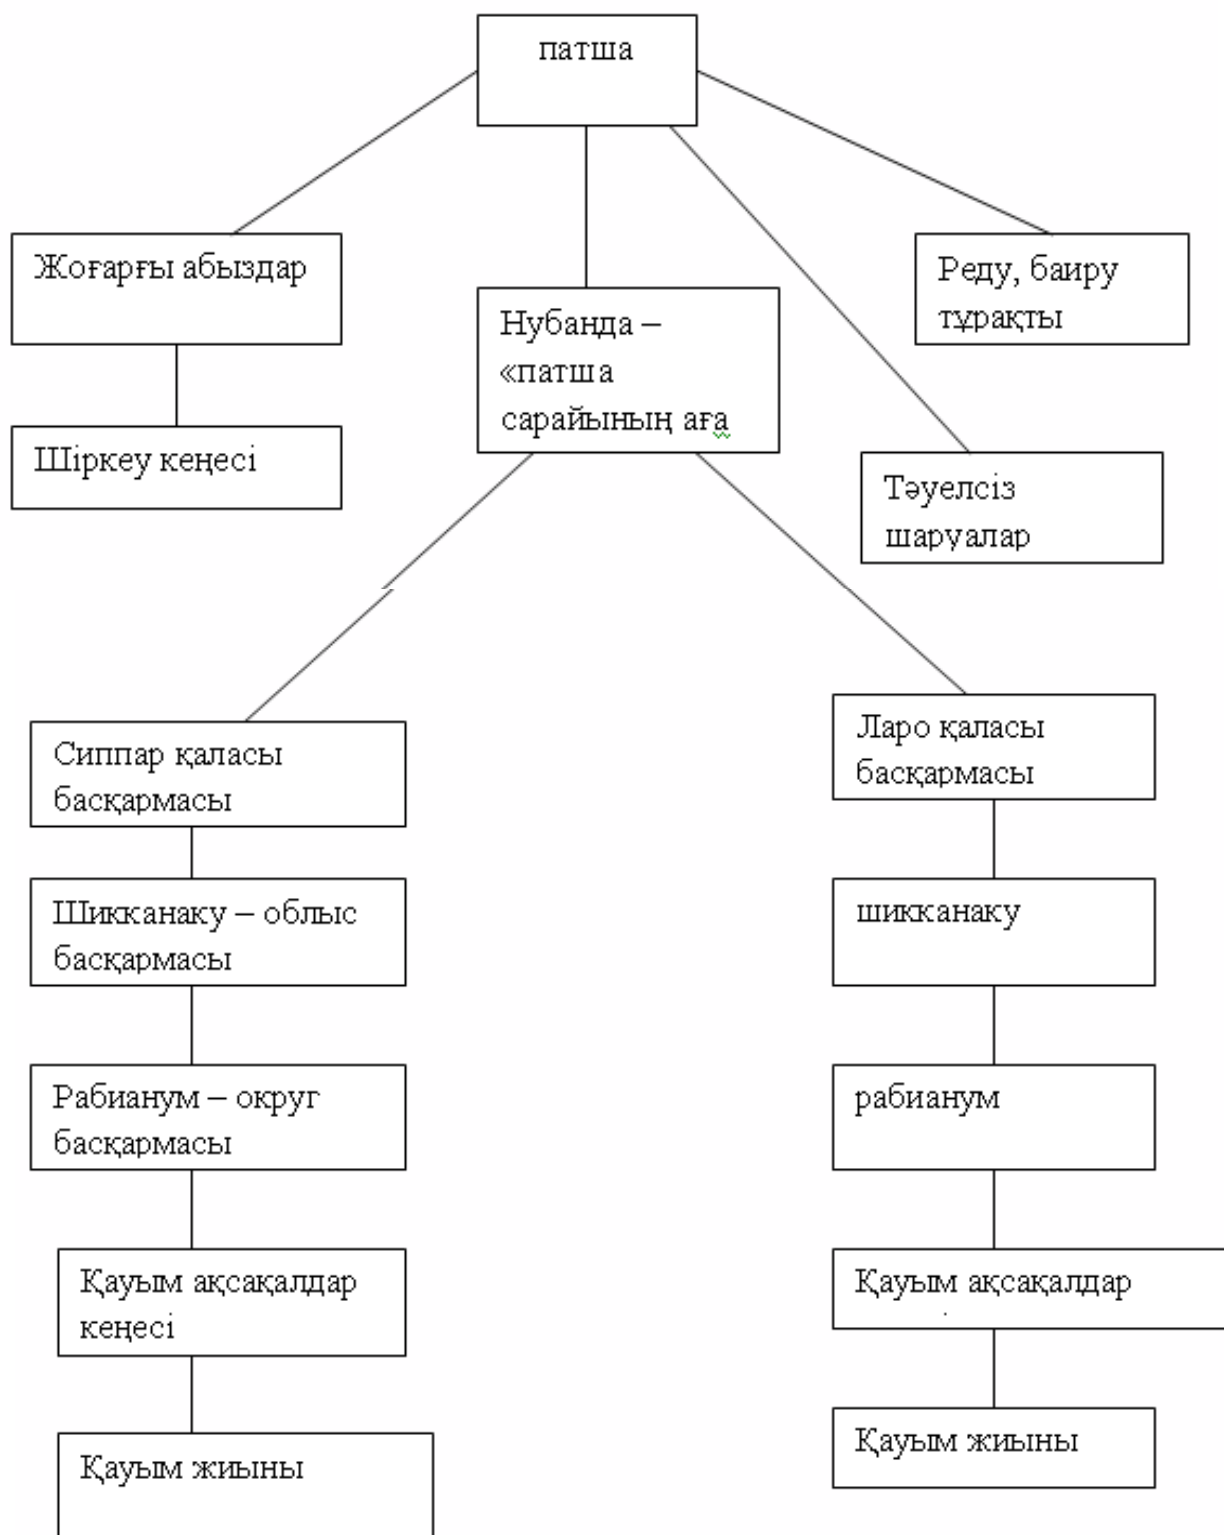 патша
Жоғарғы абыздар
Реду, баиру
тұрақты
Нубанда –
«патша
сарайының аға
Шіркеу кеңесі
Тәуелсіз
шаруалар
Сиппар қаласы
басқармасы
Ларо қаласы
басқармасы
Шикканаку – облыс
басқармасы
шикканаку
Рабианум – округ
басқармасы
рабианум
Қауым ақсақалдар
кеңесі
Қауым ақсақалдар
Қауым жиыны
Қауым жиыны